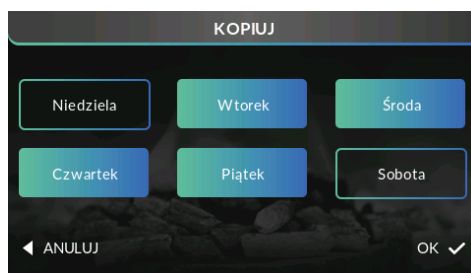 KOPIUJ
Niedziela
Wtorek
Środa
Czwartek
Piątek
Sobota
ANULUJ
OK